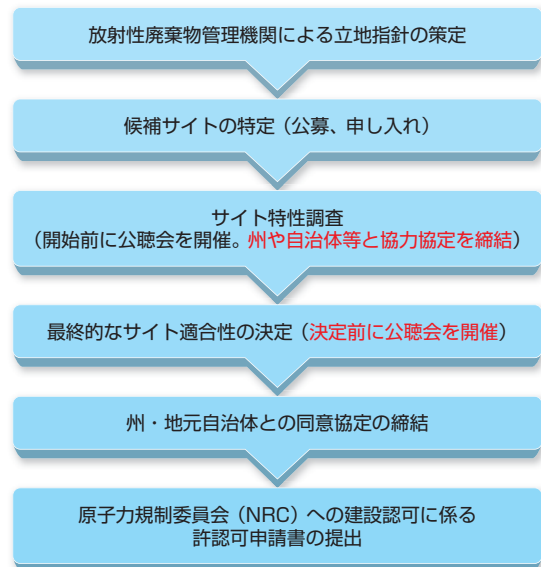 放射性廃棄物管理機関による立地指針の策定
候補サイトの特定（公募、申し入れ）
サイト特性調査
（開始前に公聴会を開催。州や自治体等と協力協定を締結）
最終的なサイト適合性の決定（決定前に公聴会を開催）
州・地元自治体との同意協定の締結
原子力規制委員会（NRC）への建設認可に係る
許認可申請書の提出